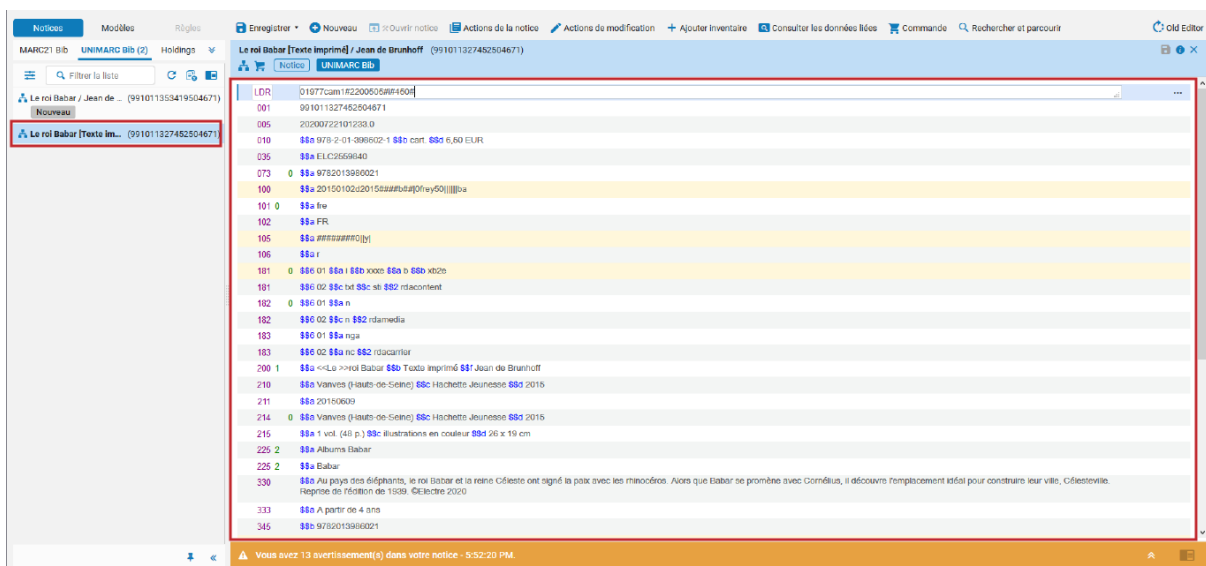 Notices Modèles Règles
Enregistrer Nouveau Ouvrir notice Actions de la notice Actions de modification Ajouter inventaire Consulter les données liées Commande Rechercher et parcourir Old Editor
MARC21 Bib UNIMARC Bib (2) Holdings
Filtrer la liste
Le roi Babar / Jean de ... (991011353419504671)
Nouveau
Le roi Babar [Texte im... (991011327452504671)
Le roi Babar [Texte imprimé] / Jean de Brunhoff (991011327452504671)
Notice UNIMARC Bib
LDR 01977cam1#2200505###450#
001 991011327452504671
005 20200722101233.0
010 $$a 978-2-01-398602-1 $$b cart. $$d 6,50 EUR
035 $$a ELC2559840
073 0 $$a 9782013986021
100 $$a 20150102d2015####b##|0frey50||||||ba
101 0 $$a fre
102 $$a FR
105 $$a ########0||y|
106 $$a r
181 0 $$6 01 $$a i $$b xxxe $$a b $$b xb2e
181 $$6 02 $$c txt $$c sti $$2 rdacontent
182 0 $$6 01 $$a n
182 $$6 02 $$c n $$2 rdamedia
183 $$6 01 $$a nga
183 $$6 02 $$a nc $$2 rdacarrier
200 1 $$a <<Le >>roi Babar $$b Texte imprimé $$f Jean de Brunhoff
210 $$a Vanves (Hauts-de-Seine) $$c Hachette Jeunesse $$d 2015
211 $$a 20150609
214 0 $$a Vanves (Hauts-de-Seine) $$c Hachette Jeunesse $$d 2015
215 $$a 1 vol. (48 p.) $$c illustrations en couleur $$d 26 x 19 cm
225 2 $$a Albums Babar
225 2 $$a Babar
330 $$a Au pays des éléphants, le roi Babar et la reine Céleste ont signé la paix avec les rhinocéros. Alors que Babar se promène avec Cornélius, il découvre l'emplacement idéal pour construire leur ville, Célesteville.
Reprise de l'édition de 1939. ©Electre 2020
333 $$a A partir de 4 ans
345 $$b 9782013986021
Vous avez 13 avertissement(s) dans votre notice - 5:52:20 PM.